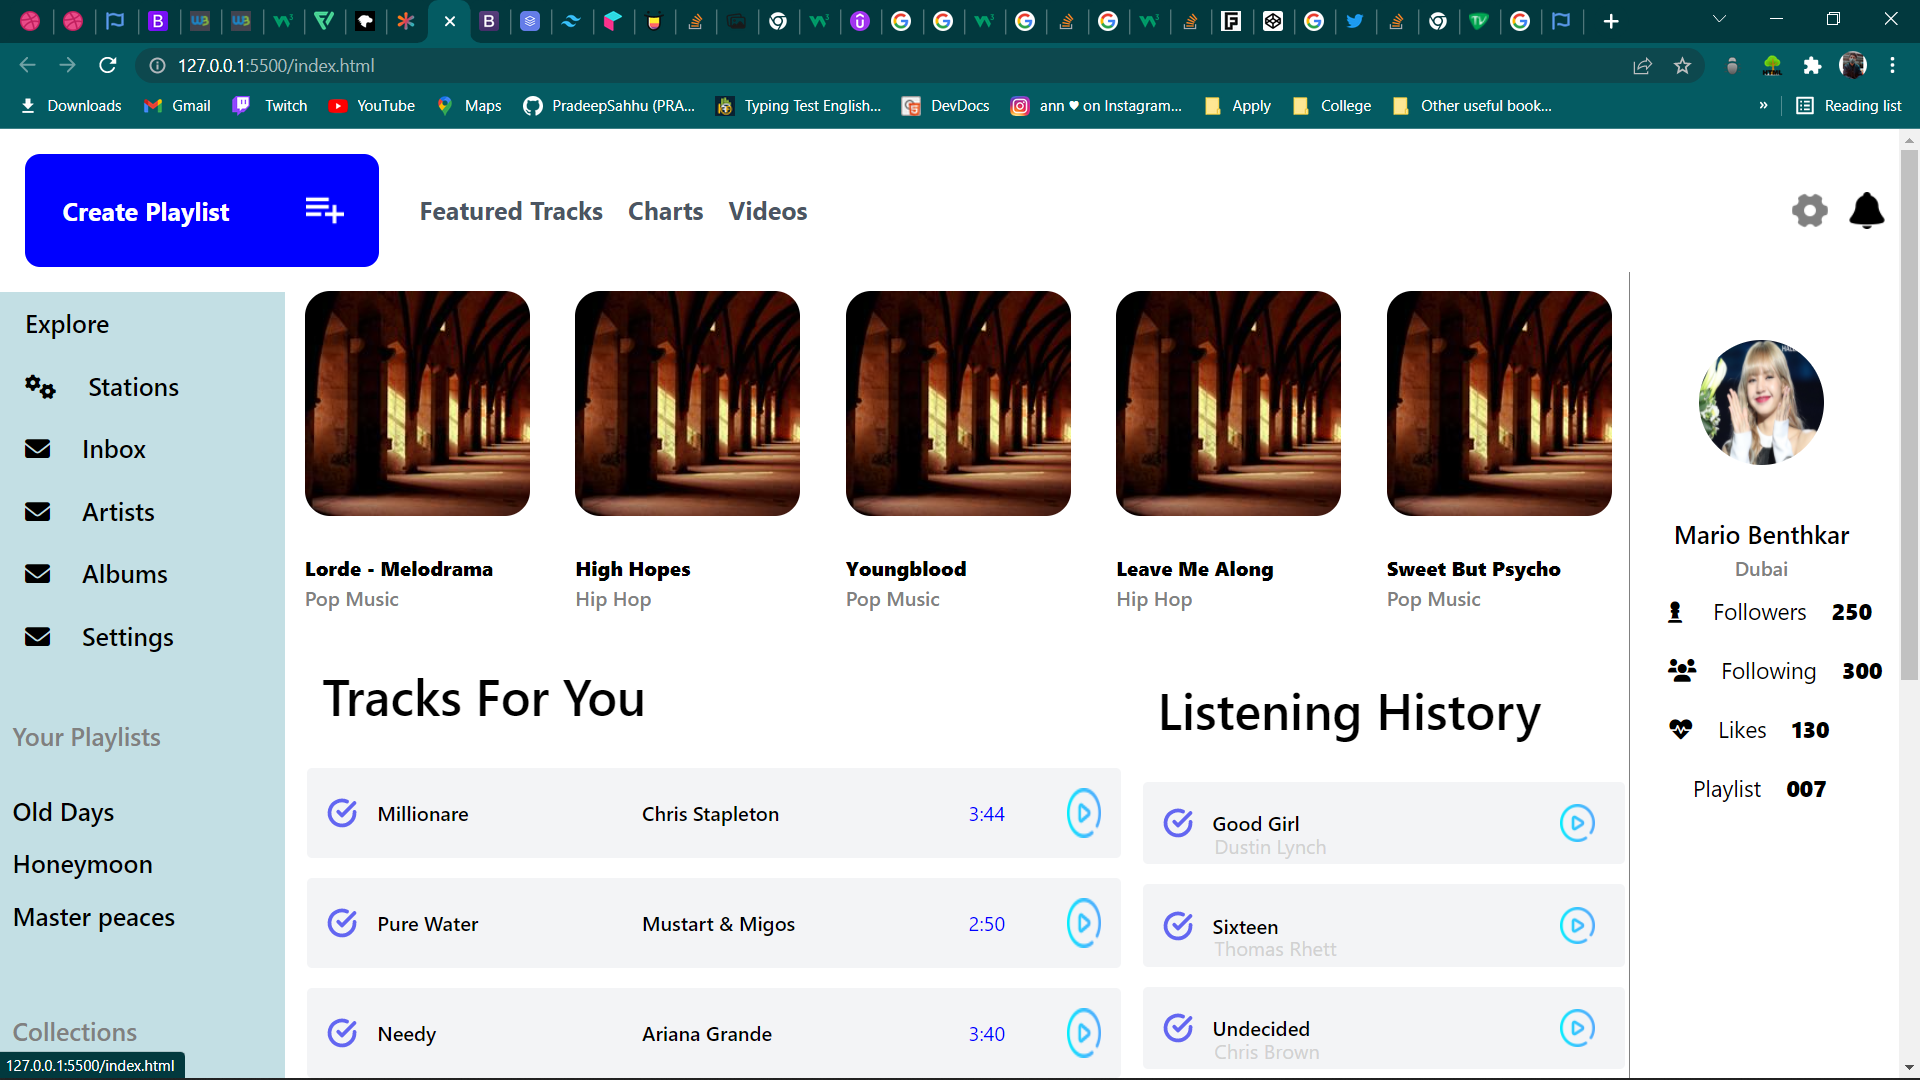 127.0.0.1:5500/index.html
Downloads Gmail Twitch YouTube Maps PradeepSahhu (PRA... Typing Test English... DevDocs ann ♥ on Instagram... Apply College Other useful book... » Reading list
Create Playlist Featured Tracks Charts Videos
Explore
Stations
Inbox
Artists
Albums
Settings
Your Playlists
Old Days
Honeymoon
Master peaces
Collections
Lorde - Melodrama
Pop Music
High Hopes
Hip Hop
Youngblood
Pop Music
Leave Me Along
Hip Hop
Sweet But Psycho
Pop Music
Tracks For You
Millionare Chris Stapleton 3:44
Pure Water Mustart & Migos 2:50
Needy Ariana Grande 3:40
Listening History
Good Girl
Dustin Lynch
Sixteen
Thomas Rhett
Undecided
Chris Brown
Mario Benthkar
Dubai
Followers 250
Following 300
Likes 130
Playlist 007
127.0.0.1:5500/index.html